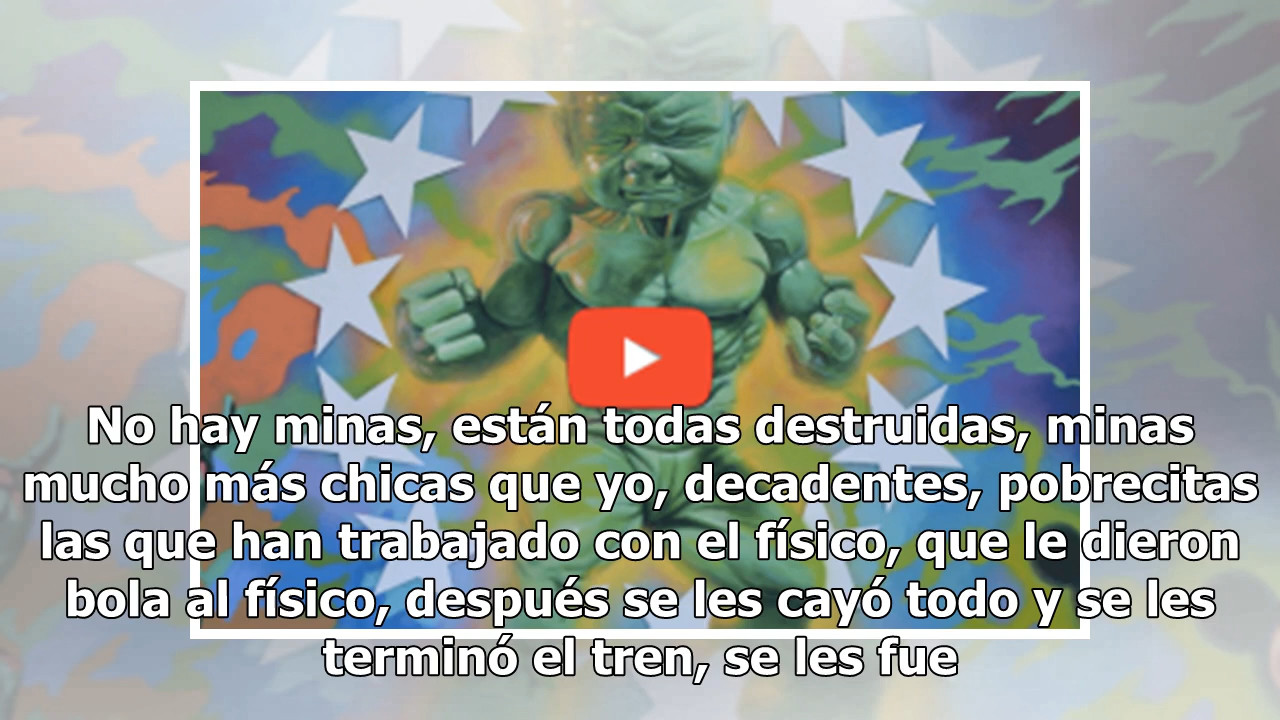 No hay minas, están todas destruidas, minas
mucho más chicas que yo, decadentes, pobrecitas
las que han trabajado con el físico, que le dieron
bola al físico, después se les cayó todo y se les
terminó el tren, se les fue